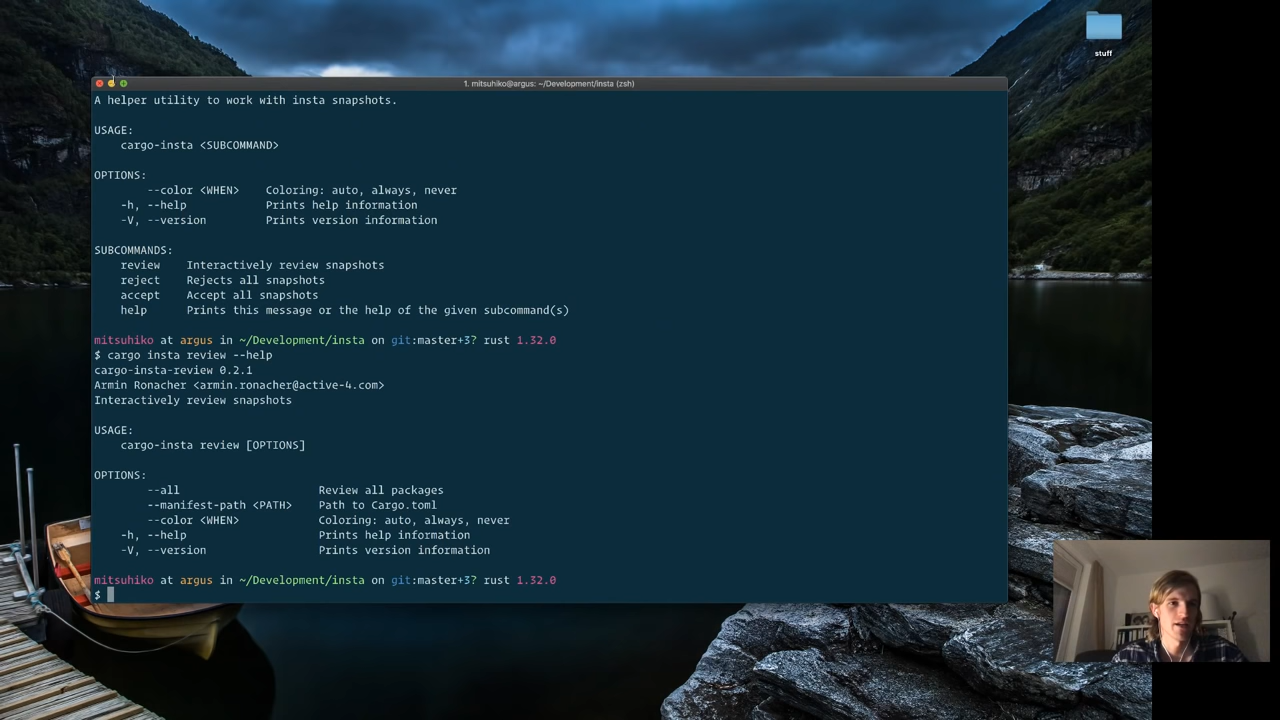 stuff
1. mitsuhiko@argus: ~/Development/insta (zsh)
A helper utility to work with insta snapshots.
USAGE:
cargo-insta <SUBCOMMAND>
OPTIONS:
--color <WHEN>    Coloring: auto, always, never
-h, --help    Prints help information
-V, --version    Prints version information
SUBCOMMANDS:
review    Interactively review snapshots
reject    Rejects all snapshots
accept    Accept all snapshots
help    Prints this message or the help of the given subcommand(s)
mitsuhiko at argus in ~/Development/insta on git:master+3? rust 1.32.0
$ cargo insta review --help
cargo-insta-review 0.2.1
Armin Ronacher <armin.ronacher@active-4.com>
Interactively review snapshots
USAGE:
cargo-insta review [OPTIONS]
OPTIONS:
--all    Review all packages
--manifest-path <PATH>    Path to Cargo.toml
--color <WHEN>    Coloring: auto, always, never
-h, --help    Prints help information
-V, --version    Prints version information
mitsuhiko at argus in ~/Development/insta on git:master+3? rust 1.32.0
$